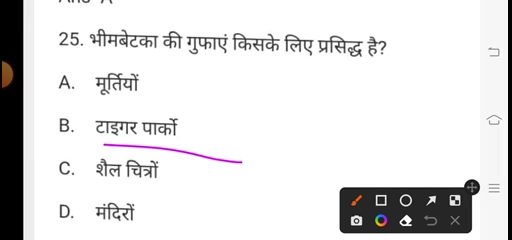 25. भीमबेटका की गुफाएं किसके लिए प्रसिद्ध है?
A. मूर्तियों
B. टाइगर पार्को
C. शैल चित्रों
D. मंदिरों